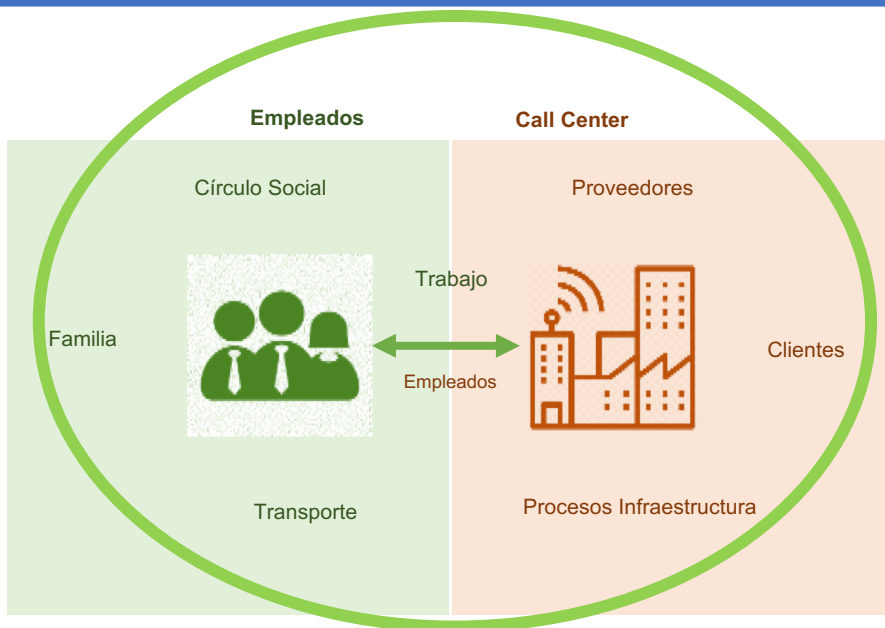 Empleados
Call Center
Círculo Social
Proveedores
Trabajo
Familia
Clientes
Empleados
Transporte
Procesos Infraestructura